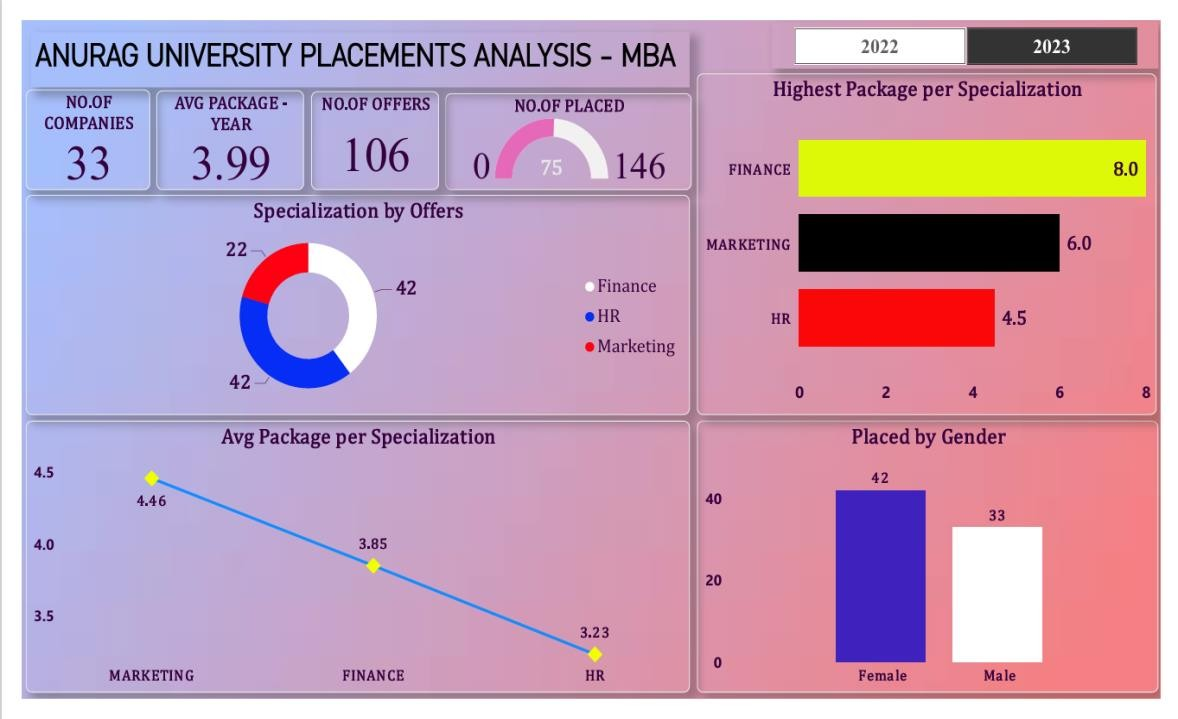 ANURAG UNIVERSITY PLACEMENTS ANALYSIS – MBA
2022
2023
NO.OF
COMPANIES
33
AVG PACKAGE -
YEAR
3.99
NO.OF OFFERS
106
NO.OF PLACED
0
75
146
Highest Package per Specialization
FINANCE
8.0
MARKETING
6.0
HR
4.5
0
2
4
6
8
Specialization by Offers
22
42
42
Finance
HR
Marketing
Avg Package per Specialization
4.5
4.0
3.5
4.46
3.85
3.23
MARKETING
FINANCE
HR
Placed by Gender
40
20
0
42
33
Female
Male